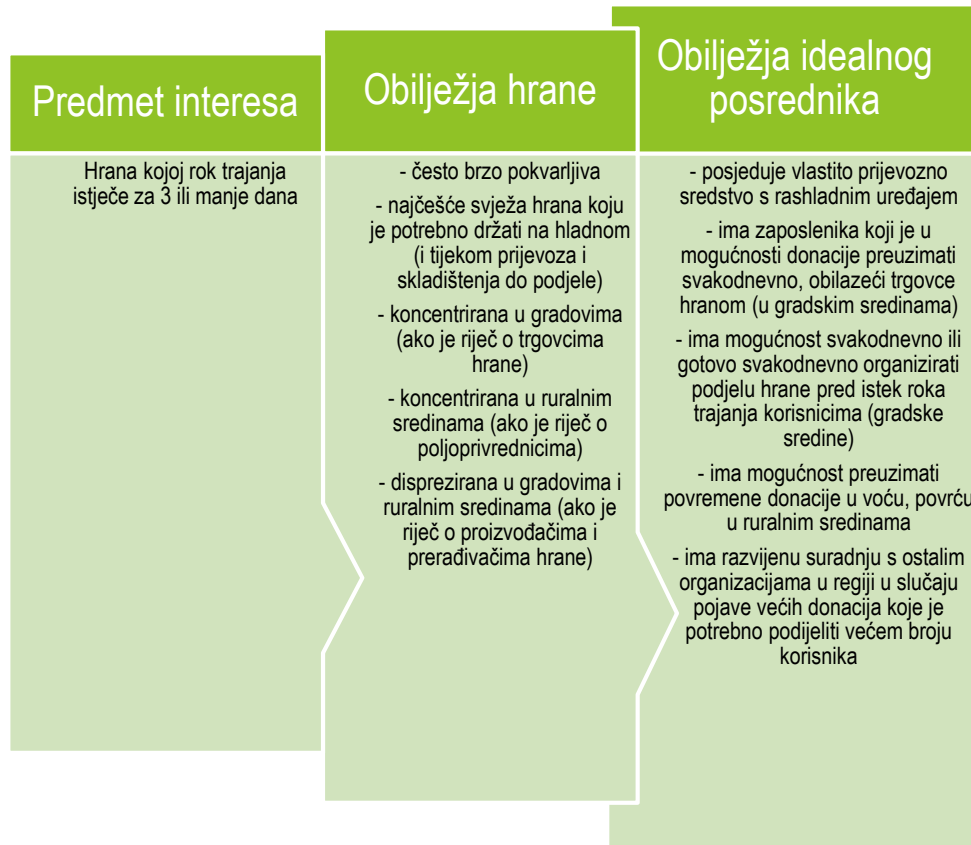 Predmet interesa
Hrana kojoj rok trajanja
istječe za 3 ili manje dana
Obilježja hrane
- često brzo pokvarljiva
- najčešće svježa hrana koju
je potrebno držati na hladnom
(i tijekom prijevoza i
skladištenja do podjele)
- koncentrirana u gradovima
(ako je riječ o trgovcima
hrane)
- koncentrirana u ruralnim
sredinama (ako je riječ o
poljoprivrednicima)
- disprezirana u gradovima i
ruralnim sredinama (ako je
riječ o proizvođačima i
prerađivačima hrane)
Obilježja idealnog
posrednika
- posjeduje vlastito prijevozno
sredstvo s rashladnim uređajem
- ima zaposlenika koji je u
mogućnosti donacije preuzimati
svakodnevno, obilazeći trgovce
hranom (u gradskim sredinama)
- ima mogućnost svakodnevno ili
gotovo svakodnevno organizirati
podjelu hrane pred istek roka
trajanja korisnicima (gradske
sredine)
- ima mogućnost preuzimati
povremene donacije u voću, povrću
u ruralnim sredinama
- ima razvijenu suradnju s ostalim
organizacijama u regiji u slučaju
pojave većih donacija koje je
potrebno podijeliti većem broju
korisnika